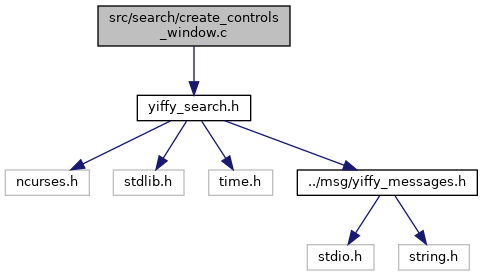 src/search/create_controls
_window.c
yiffy_search.h
ncurses.h
stdlib.h
time.h
../msg/yiffy_messages.h
stdio.h
string.h